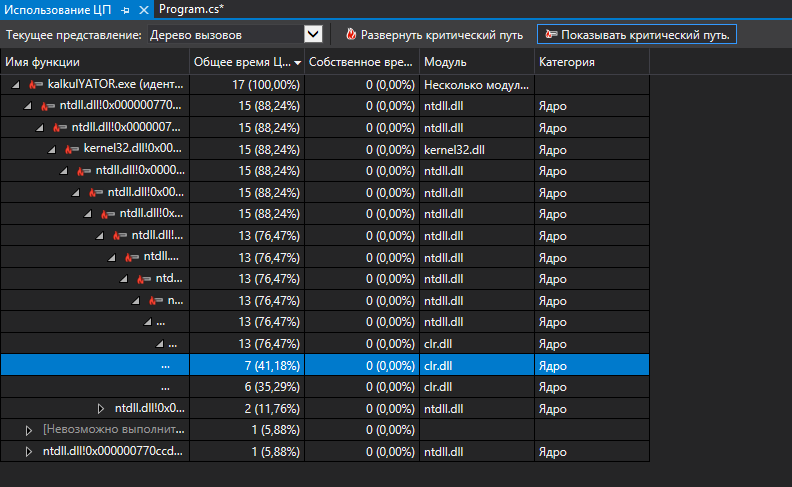 Использование ЦП Program.cs*
Текущее представление: Дерево вызовов Развернуть критический путь Показывать критический путь.
Имя функции Общее время Ц... Собственное вре... Модуль Категория
kalkulYATOR.exe (идент... 17 (100,00%) 0 (0,00%) Несколько модул...
ntdll.dll!0x000000770... 15 (88,24%) 0 (0,00%) ntdll.dll Ядро
ntdll.dll!0x0000007... 15 (88,24%) 0 (0,00%) ntdll.dll Ядро
kernel32.dll!0x00... 15 (88,24%) 0 (0,00%) kernel32.dll Ядро
ntdll.dll!0x0000... 15 (88,24%) 0 (0,00%) ntdll.dll Ядро
ntdll.dll!0x00... 15 (88,24%) 0 (0,00%) ntdll.dll Ядро
ntdll.dll!0x... 15 (88,24%) 0 (0,00%) ntdll.dll Ядро
ntdll.dll!... 13 (76,47%) 0 (0,00%) ntdll.dll Ядро
ntdll.... 13 (76,47%) 0 (0,00%) ntdll.dll Ядро
ntd... 13 (76,47%) 0 (0,00%) ntdll.dll Ядро
n... 13 (76,47%) 0 (0,00%) ntdll.dll Ядро
... 13 (76,47%) 0 (0,00%) ntdll.dll Ядро
... 13 (76,47%) 0 (0,00%) clr.dll Ядро
... 7 (41,18%) 0 (0,00%) clr.dll Ядро
... 6 (35,29%) 0 (0,00%) clr.dll Ядро
ntdll.dll!0x0... 2 (11,76%) 0 (0,00%) ntdll.dll Ядро
[Невозможно выполнит... 1 (5,88%) 0 (0,00%)
ntdll.dll!0x000000770ccd... 1 (5,88%) 0 (0,00%) ntdll.dll Ядро